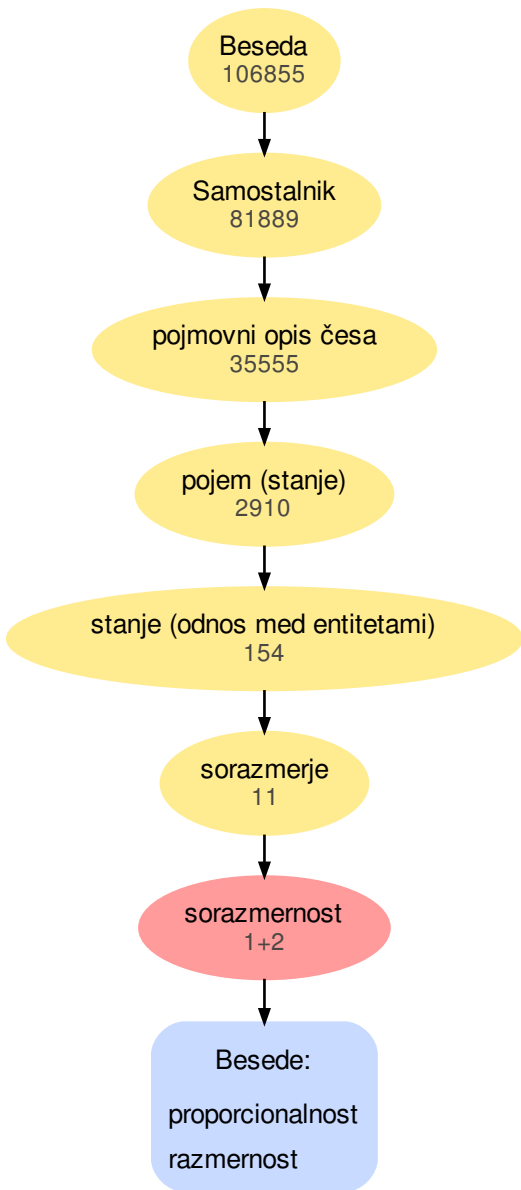 Beseda
106855
Samostalnik
81889
pojmovni opis česa
35555
pojem (stanje)
2910
stanje (odnos med entitetami)
154
sorazmerje
11
sorazmernost
1+2
Besede:
proporcionalnost
razmernost